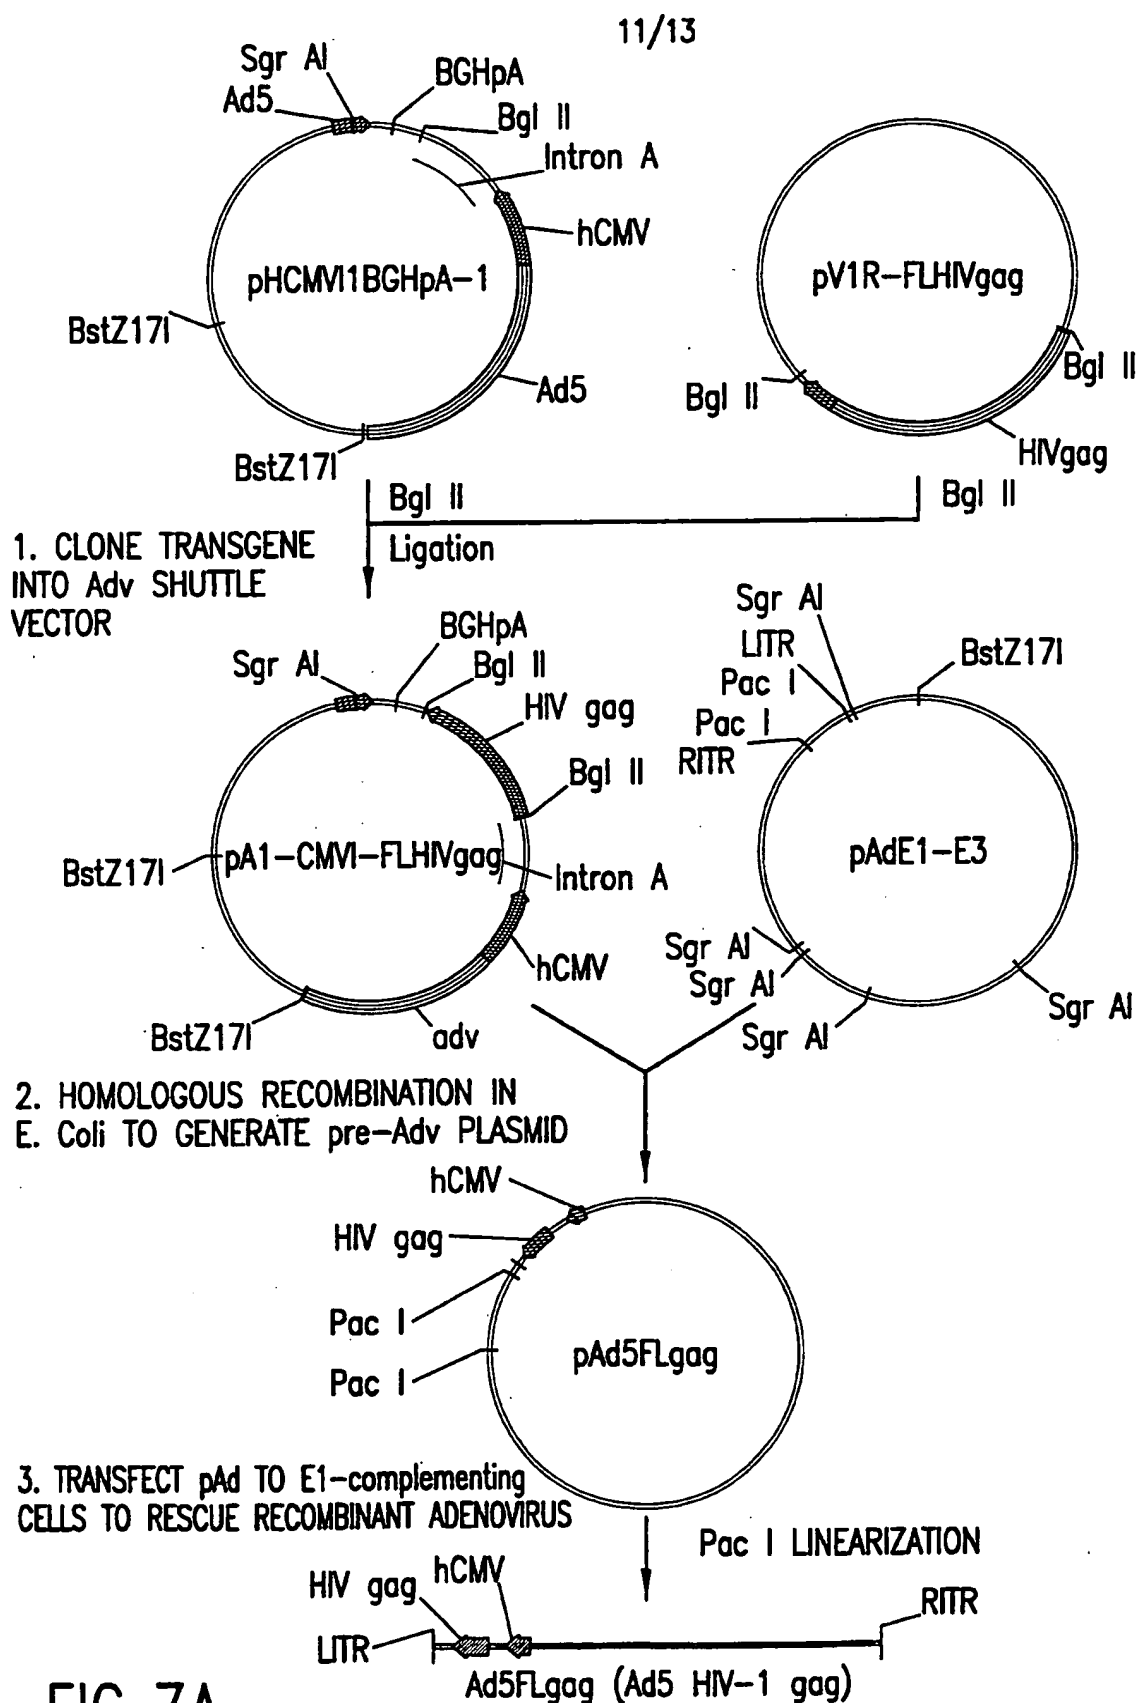 11/13
Sgr AI
BGHpA
Ad5
Bgl II
Intron A
hCMV
pHCMVI1BGHpA-1
BstZ17I
Ad5
BstZ17I
pV1R-FLHIVgag
Bgl II
Bgl II
HIVgag
Bgl II
Bgl II
Ligation
1. CLONE TRANSGENE
INTO Adv SHUTTLE
VECTOR
BGHpA
Sgr AI
Bgl II
HIV gag
Bgl II
pA1-CMVI-FLHIVgag
BstZ17I
Intron A
hCMV
BstZ17I
adv
Sgr AI
LITR
BstZ17I
Pac I
Pac I
RITR
pAdE1-E3
Sgr AI
Sgr AI
Sgr AI
Sgr AI
2. HOMOLOGOUS RECOMBINATION IN
E. Coli TO GENERATE pre-Adv PLASMID
hCMV
HIV gag
Pac I
Pac I
pAd5FLgag
3. TRANSFECT pAd TO E1-complementing
CELLS TO RESCUE RECOMBINANT ADENOVIRUS
Pac I LINEARIZATION
HIV gag
hCMV
RITR
LITR
Ad5FLgag (Ad5 HIV-1 gag)
FIG. 7A